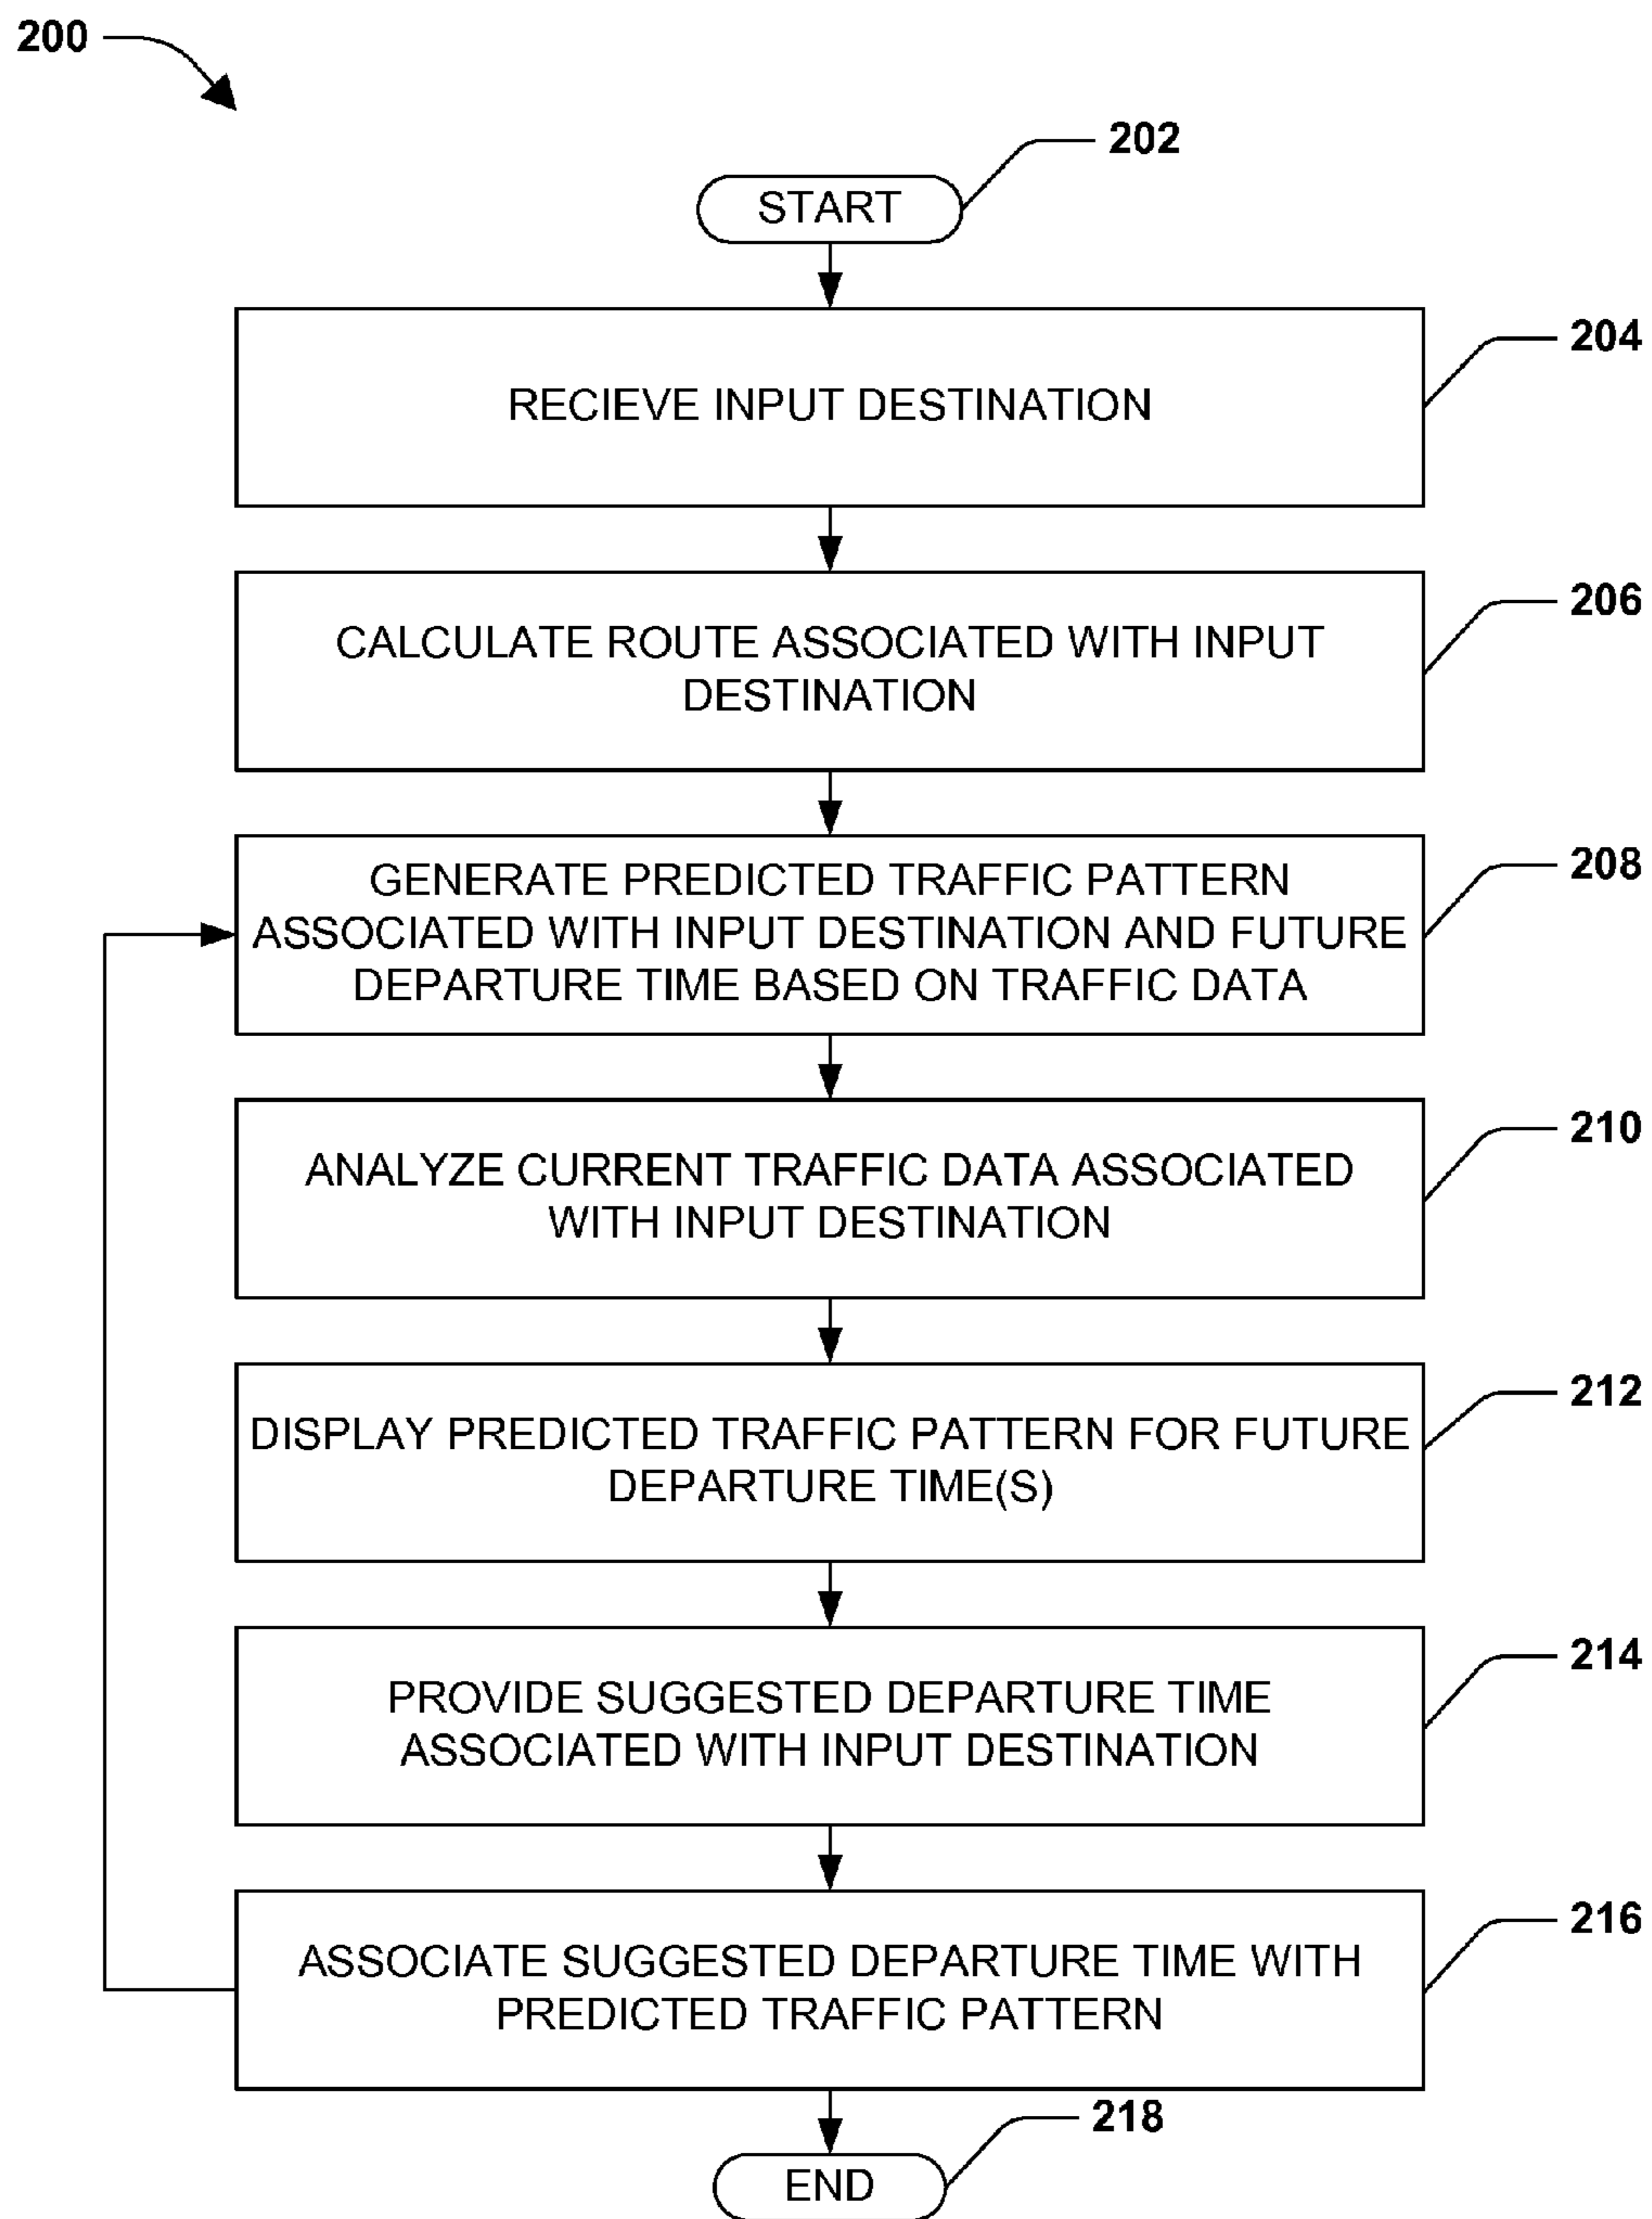 200
202
START
204
RECIEVE INPUT DESTINATION
206
CALCULATE ROUTE ASSOCIATED WITH INPUT
DESTINATION
208
GENERATE PREDICTED TRAFFIC PATTERN
ASSOCIATED WITH INPUT DESTINATION AND FUTURE
DEPARTURE TIME BASED ON TRAFFIC DATA
210
ANALYZE CURRENT TRAFFIC DATA ASSOCIATED
WITH INPUT DESTINATION
212
DISPLAY PREDICTED TRAFFIC PATTERN FOR FUTURE
DEPARTURE TIME(S)
214
PROVIDE SUGGESTED DEPARTURE TIME
ASSOCIATED WITH INPUT DESTINATION
216
ASSOCIATE SUGGESTED DEPARTURE TIME WITH
PREDICTED TRAFFIC PATTERN
218
END